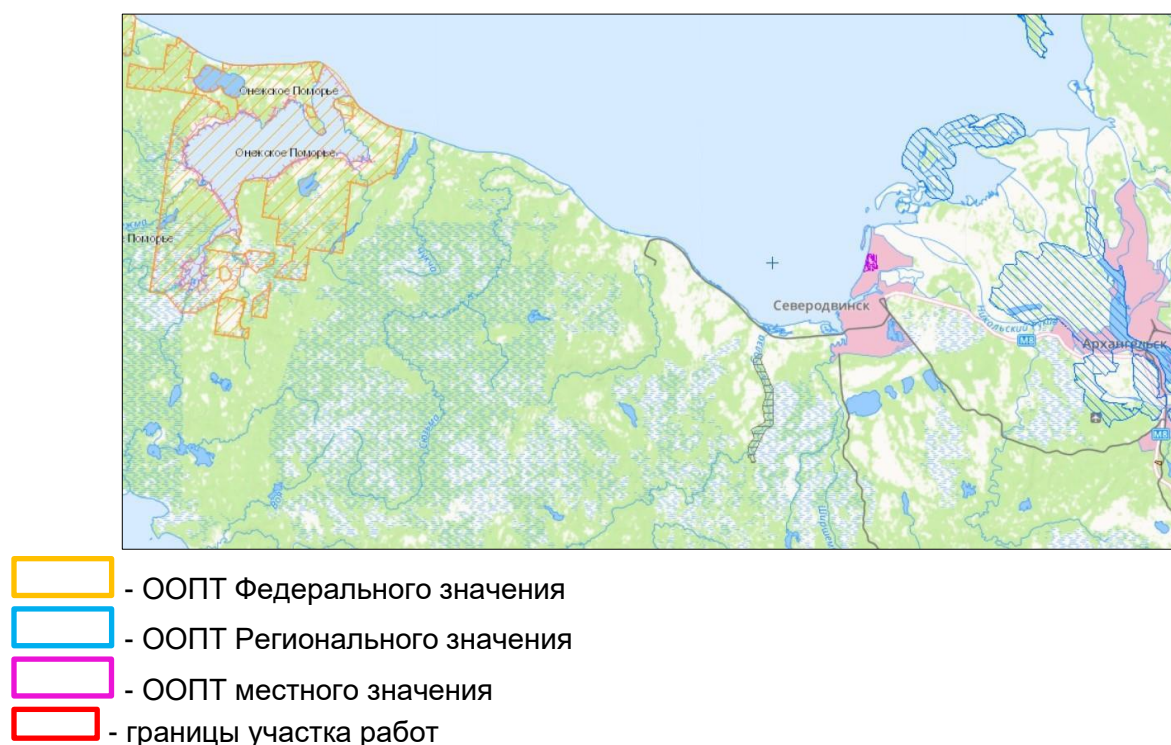 Онежское Поморье
Онежское Поморье
е Поморье
Северодвинск
М8
Архангельск
М8
Сюзьма
- ООПТ Федерального значения
- ООПТ Регионального значения
- ООПТ местного значения
- границы участка работ